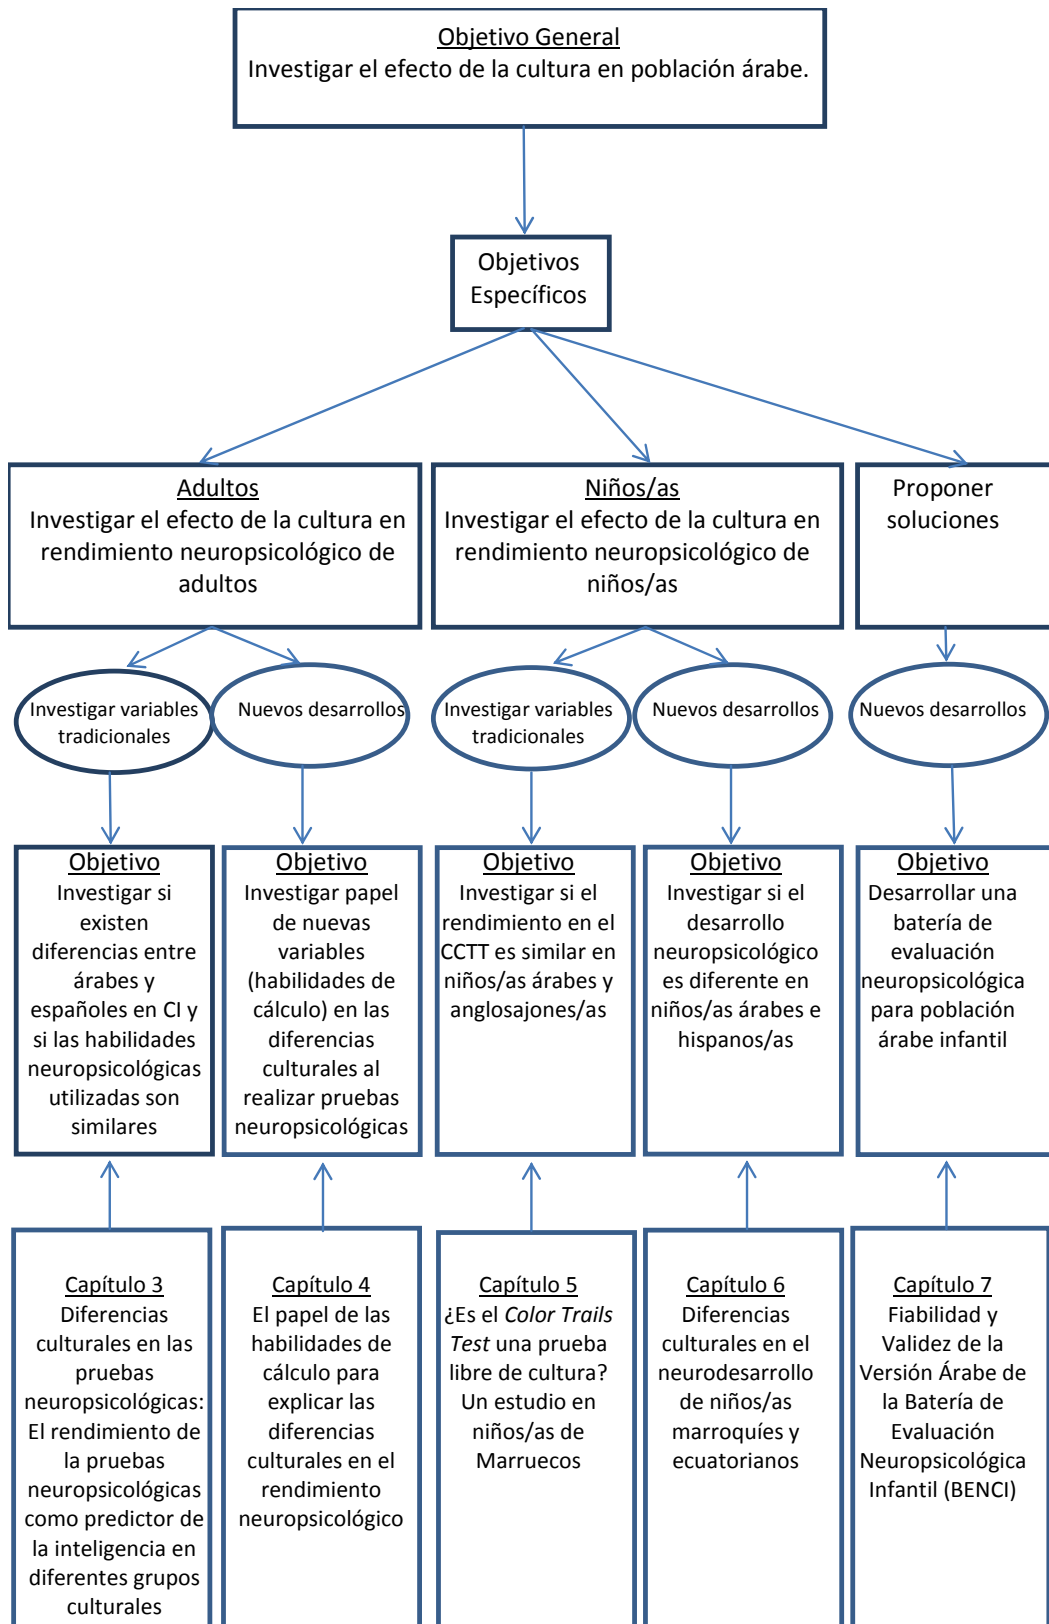 Objetivo General
Investigar el efecto de la cultura en población árabe.
Objetivos
Específicos
Adultos
Investigar el efecto de la cultura en
rendimiento neuropsicológico de
adultos
Niños/as
Investigar el efecto de la cultura en
rendimiento neuropsicológico de
niños/as
Proponer
soluciones
Investigar variables
tradicionales
Nuevos desarrollos
Investigar variables
tradicionales
Nuevos desarrollos
Nuevos desarrollos
Objetivo
Investigar si
existen
diferencias entre
árabes y
españoles en CI y
si las habilidades
neuropsicológicas
utilizadas son
similares
Objetivo
Investigar papel
de nuevas
variables
(habilidades de
cálculo) en las
diferencias
culturales al
realizar pruebas
neuropsicológicas
Objetivo
Investigar si el
rendimiento en el
CCTT es similar en
niños/as árabes y
anglosajones/as
Objetivo
Investigar si el
desarrollo
neuropsicológico
es diferente en
niños/as árabes e
hispanos/as
Objetivo
Desarrollar una
batería de
evaluación
neuropsicológica
para población
árabe infantil
Capítulo 3
Diferencias
culturales en las
pruebas
neuropsicológicas:
El rendimiento de
la pruebas
neuropsicológicas
como predictor de
la inteligencia en
diferentes grupos
culturales
Capítulo 4
El papel de las
habilidades de
cálculo para
explicar las
diferencias
culturales en el
rendimiento
neuropsicológico
Capítulo 5
¿Es el Color Trails
Test una prueba
libre de cultura?
Un estudio en
niños/as de
Marruecos
Capítulo 6
Diferencias
culturales en el
neurodesarrollo
de niños/as
marroquíes y
ecuatorianos
Capítulo 7
Fiabilidad y
Validez de la
Versión Árabe de
la Batería de
Evaluación
Neuropsicológica
Infantil (BENCI)